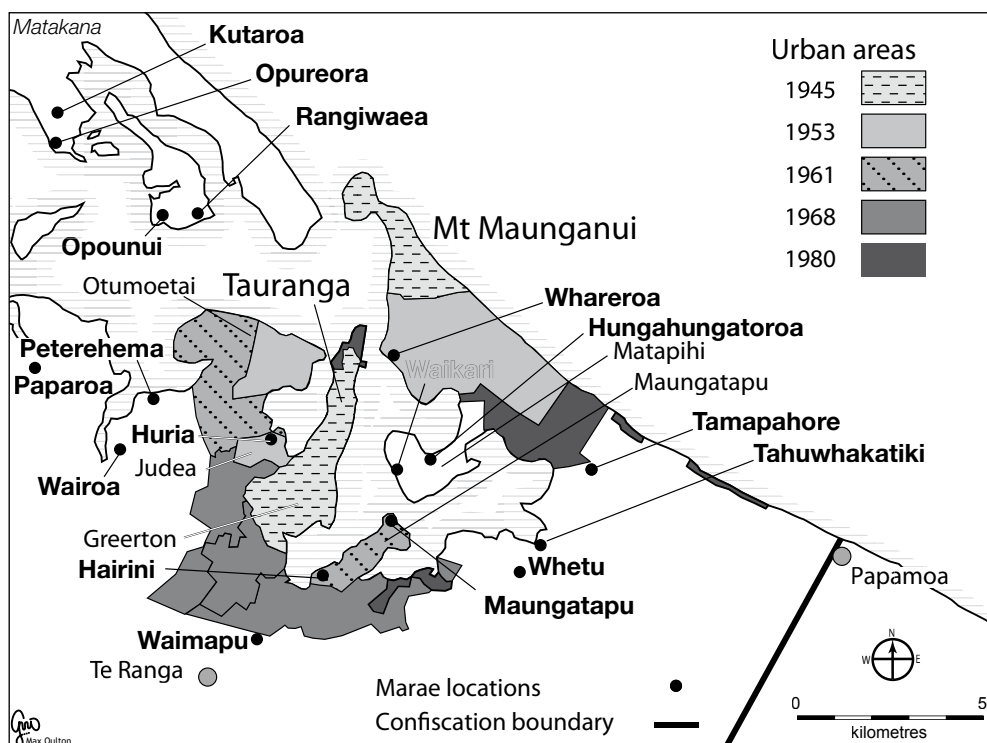 Matakana
Kutaroa
Opureora
Rangiwaea
Opounui
Otumoetai
Tauranga
Mt Maunganui
Urban areas
1945
1953
1961
1968
1980
Whareroa
Hungahungatoroa
Matapihi
Maungatapu
Waikari
Peterehema
Paparoa
Huria
Judea
Wairoa
Tamapahore
Tahuwhakatiki
Greerton
Hairini
Whetu
Maungatapu
Papamoa
Waimapu
Te Ranga
Marae locations
Confiscation boundary
N
W E
S
0 5
kilometres
Max Oulton